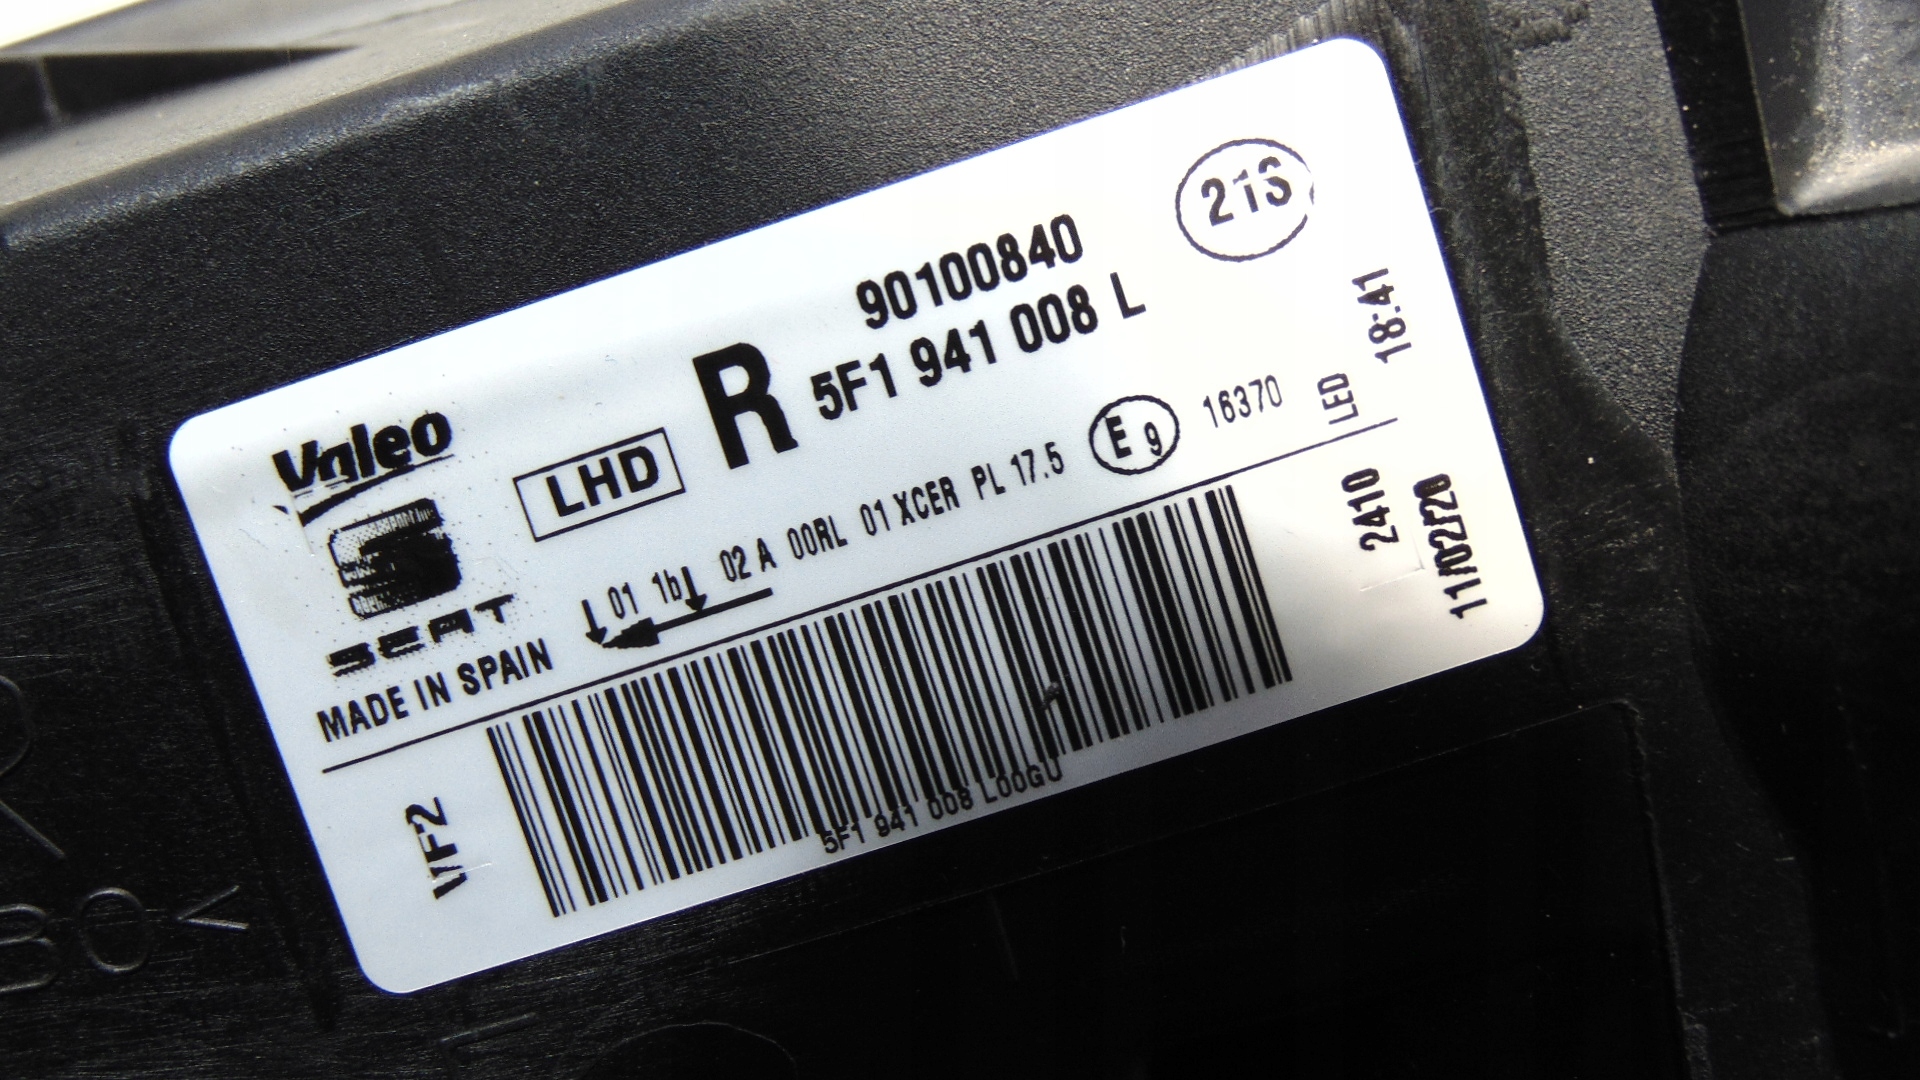 21S
90100840
R 5F1 941 008 L
Valeo
LHD
SEAT
01 1b 02 A 00RL 01 XCER PL 17.5 E 9 16370
LED
18:41
MADE IN SPAIN
2410
11/02/20
VF2
5F1 941 008 L00GU
BO<